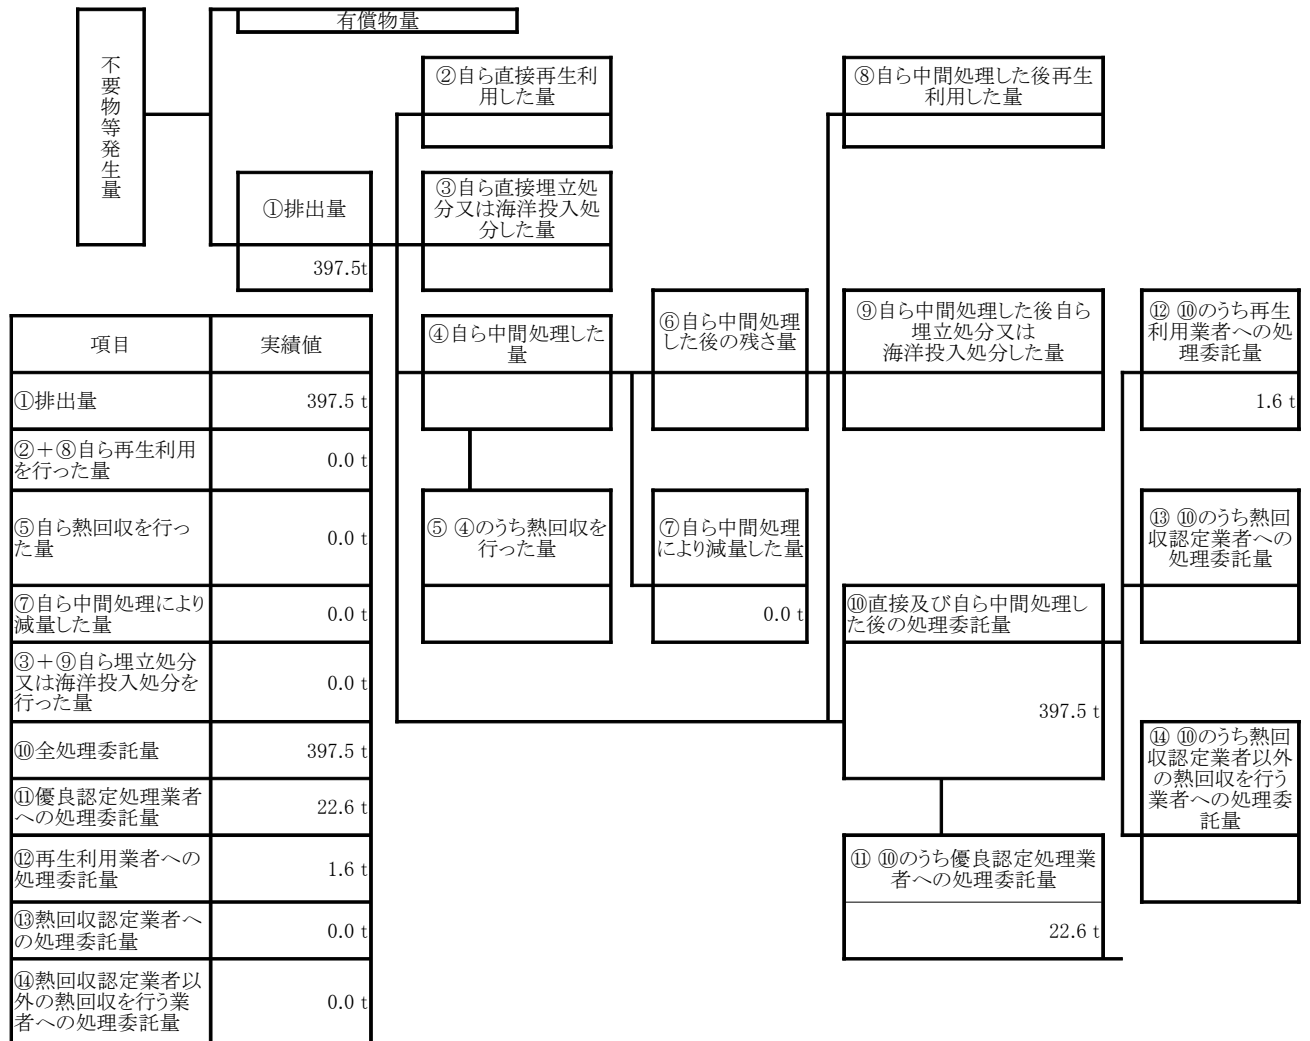 有償物量
不要物等発生量
②自ら直接再生利
用した量
⑧自ら中間処理した後再生
利用した量
①排出量
397.5t
③自ら直接埋立処
分又は海洋投入処
分した量
④自ら中間処理した
量
⑥自ら中間処理
した後の残さ量
⑨自ら中間処理した後自ら
埋立処分又は
海洋投入処分した量
⑫ ⑩のうち再生
利用業者への処
理委託量
1.6 t
⑤ ④のうち熱回収を
行った量
⑦自ら中間処理
により減量した量
0.0 t
⑬ ⑩のうち熱回
収認定業者への
処理委託量
⑩直接及び自ら中間処理し
た後の処理委託量
397.5 t
⑭ ⑩のうち熱回
収認定業者以外
の熱回収を行う
業者への処理委
託量
⑪ ⑩のうち優良認定処理業
者への処理委託量
22.6 t
項目
実績値
①排出量
397.5 t
②＋⑧自ら再生利用
を行った量
0.0 t
⑤自ら熱回収を行っ
た量
0.0 t
⑦自ら中間処理により
減量した量
0.0 t
③＋⑨自ら埋立処分
又は海洋投入処分を
行った量
0.0 t
⑩全処理委託量
397.5 t
⑪優良認定処理業者
への処理委託量
22.6 t
⑫再生利用業者への
処理委託量
1.6 t
⑬熱回収認定業者へ
の処理委託量
0.0 t
⑭熱回収認定業者以
外の熱回収を行う業
者への処理委託量
0.0 t